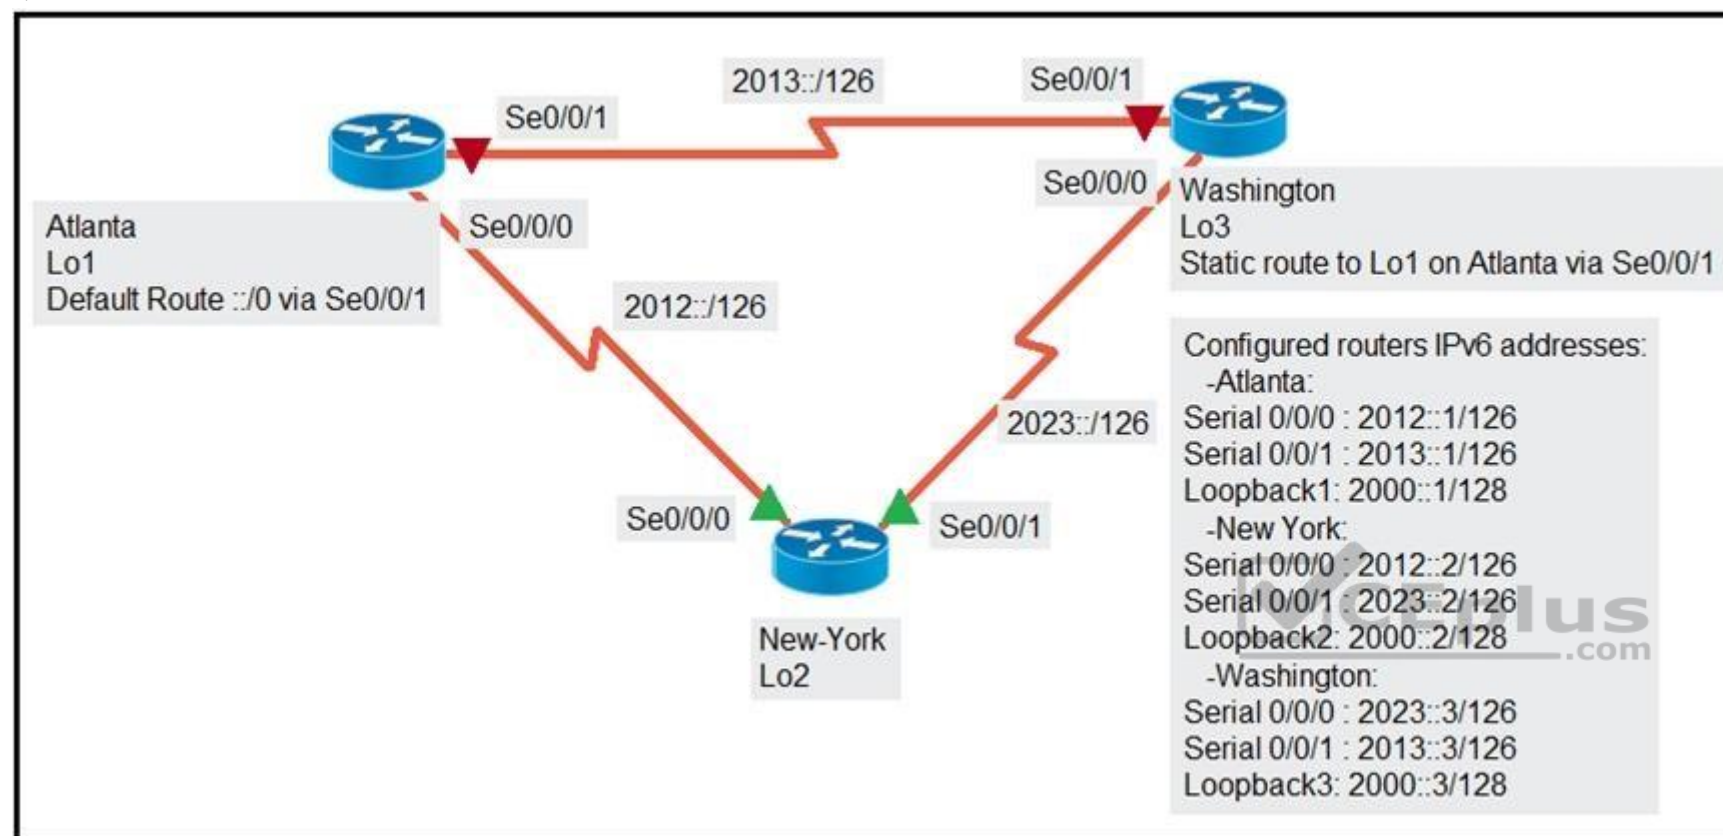 2013::/126
Se0/0/1
Se0/0/1
Se0/0/0
Washington
Lo3
Static route to Lo1 on Atlanta via Se0/0/1
Atlanta
Lo1
Default Route ::/0 via Se0/0/1
Se0/0/0
2012::/126
2023::/126
Se0/0/0
Se0/0/1
New-York
Lo2
Configured routers IPv6 addresses:
-Atlanta:
Serial 0/0/0 : 2012::1/126
Serial 0/0/1 : 2013::1/126
Loopback1: 2000::1/128
-New York:
Serial 0/0/0 : 2012::2/126
Serial 0/0/1 : 2023::2/126
Loopback2: 2000::2/128
-Washington:
Serial 0/0/0 : 2023::3/126
Serial 0/0/1 : 2013::3/126
Loopback3: 2000::3/128
CEplus
.com